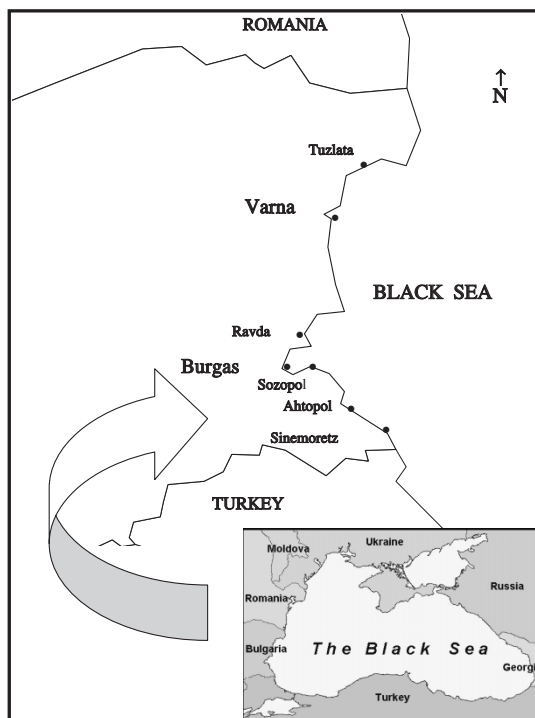 ROMANIA
N
Tuzlata
Varna
BLACK SEA
Ravda
Burgas
Sozopol
Ahtopol
Sinemoretz
TURKEY
Ukraine
Moldova
Russia
Romania
Bulgaria
The Black Sea
Georgi
Turkey